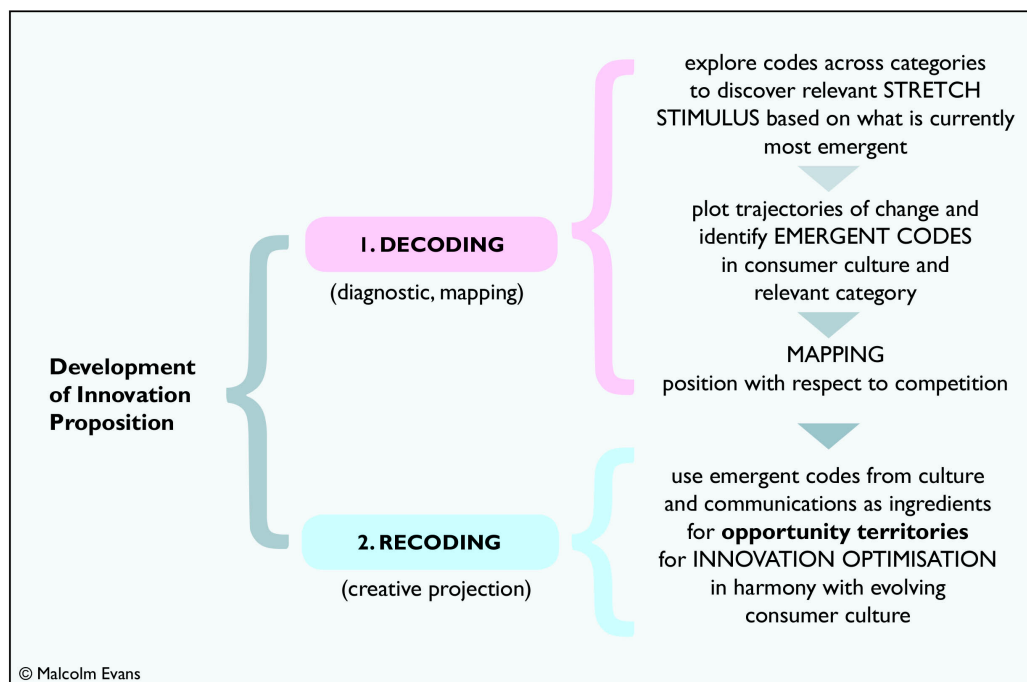 Development
of Innovation
Proposition
1. DECODING
(diagnostic, mapping)
explore codes across categories
to discover relevant STRETCH
STIMULUS based on what is currently
most emergent
plot trajectories of change and
identify EMERGENT CODES
in consumer culture and
relevant category
MAPPING
position with respect to competition
2. RECODING
(creative projection)
use emergent codes from culture
and communications as ingredients
for opportunity territories
for INNOVATION OPTIMISATION
in harmony with evolving
consumer culture
© Malcolm Evans